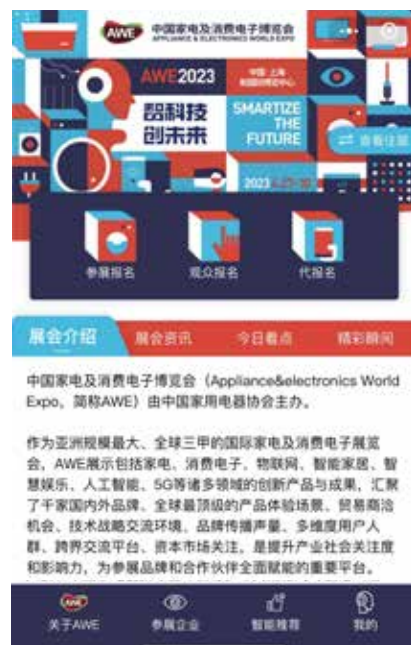 AWE 中国家电及消费电子博览会
APPLIANCE & ELECTRONICS WORLD EXPO
AWE2023
中国·上海
智科技
创未来
SMARTIZE
THE
FUTURE
2023
参展报名
观众报名
代报名
展会介绍
展会资讯
今日看点
精彩瞬间
中国家电及消费电子博览会（Appliance&electronics World
Expo，简称AWE）由中国家用电器协会主办。
作为亚洲规模最大、全球三甲的国际家电及消费电子展览
会，AWE展示包括家电、消费电子、物联网、智能家居、智
慧娱乐、人工智能、5G等诸多领域的创新产品与成果，汇聚
了千家国内外品牌、全球最顶级的产品体验场景、贸易商洽
机会、技术战略交流环境、品牌传播声量、多维度用户人
群、跨界交流平台、资本市场关注，是提升产业社会关注度
和影响力，为参展品牌和合作伙伴全面赋能的重要平台。
AWE
关于AWE
参展企业
智能推荐
我的